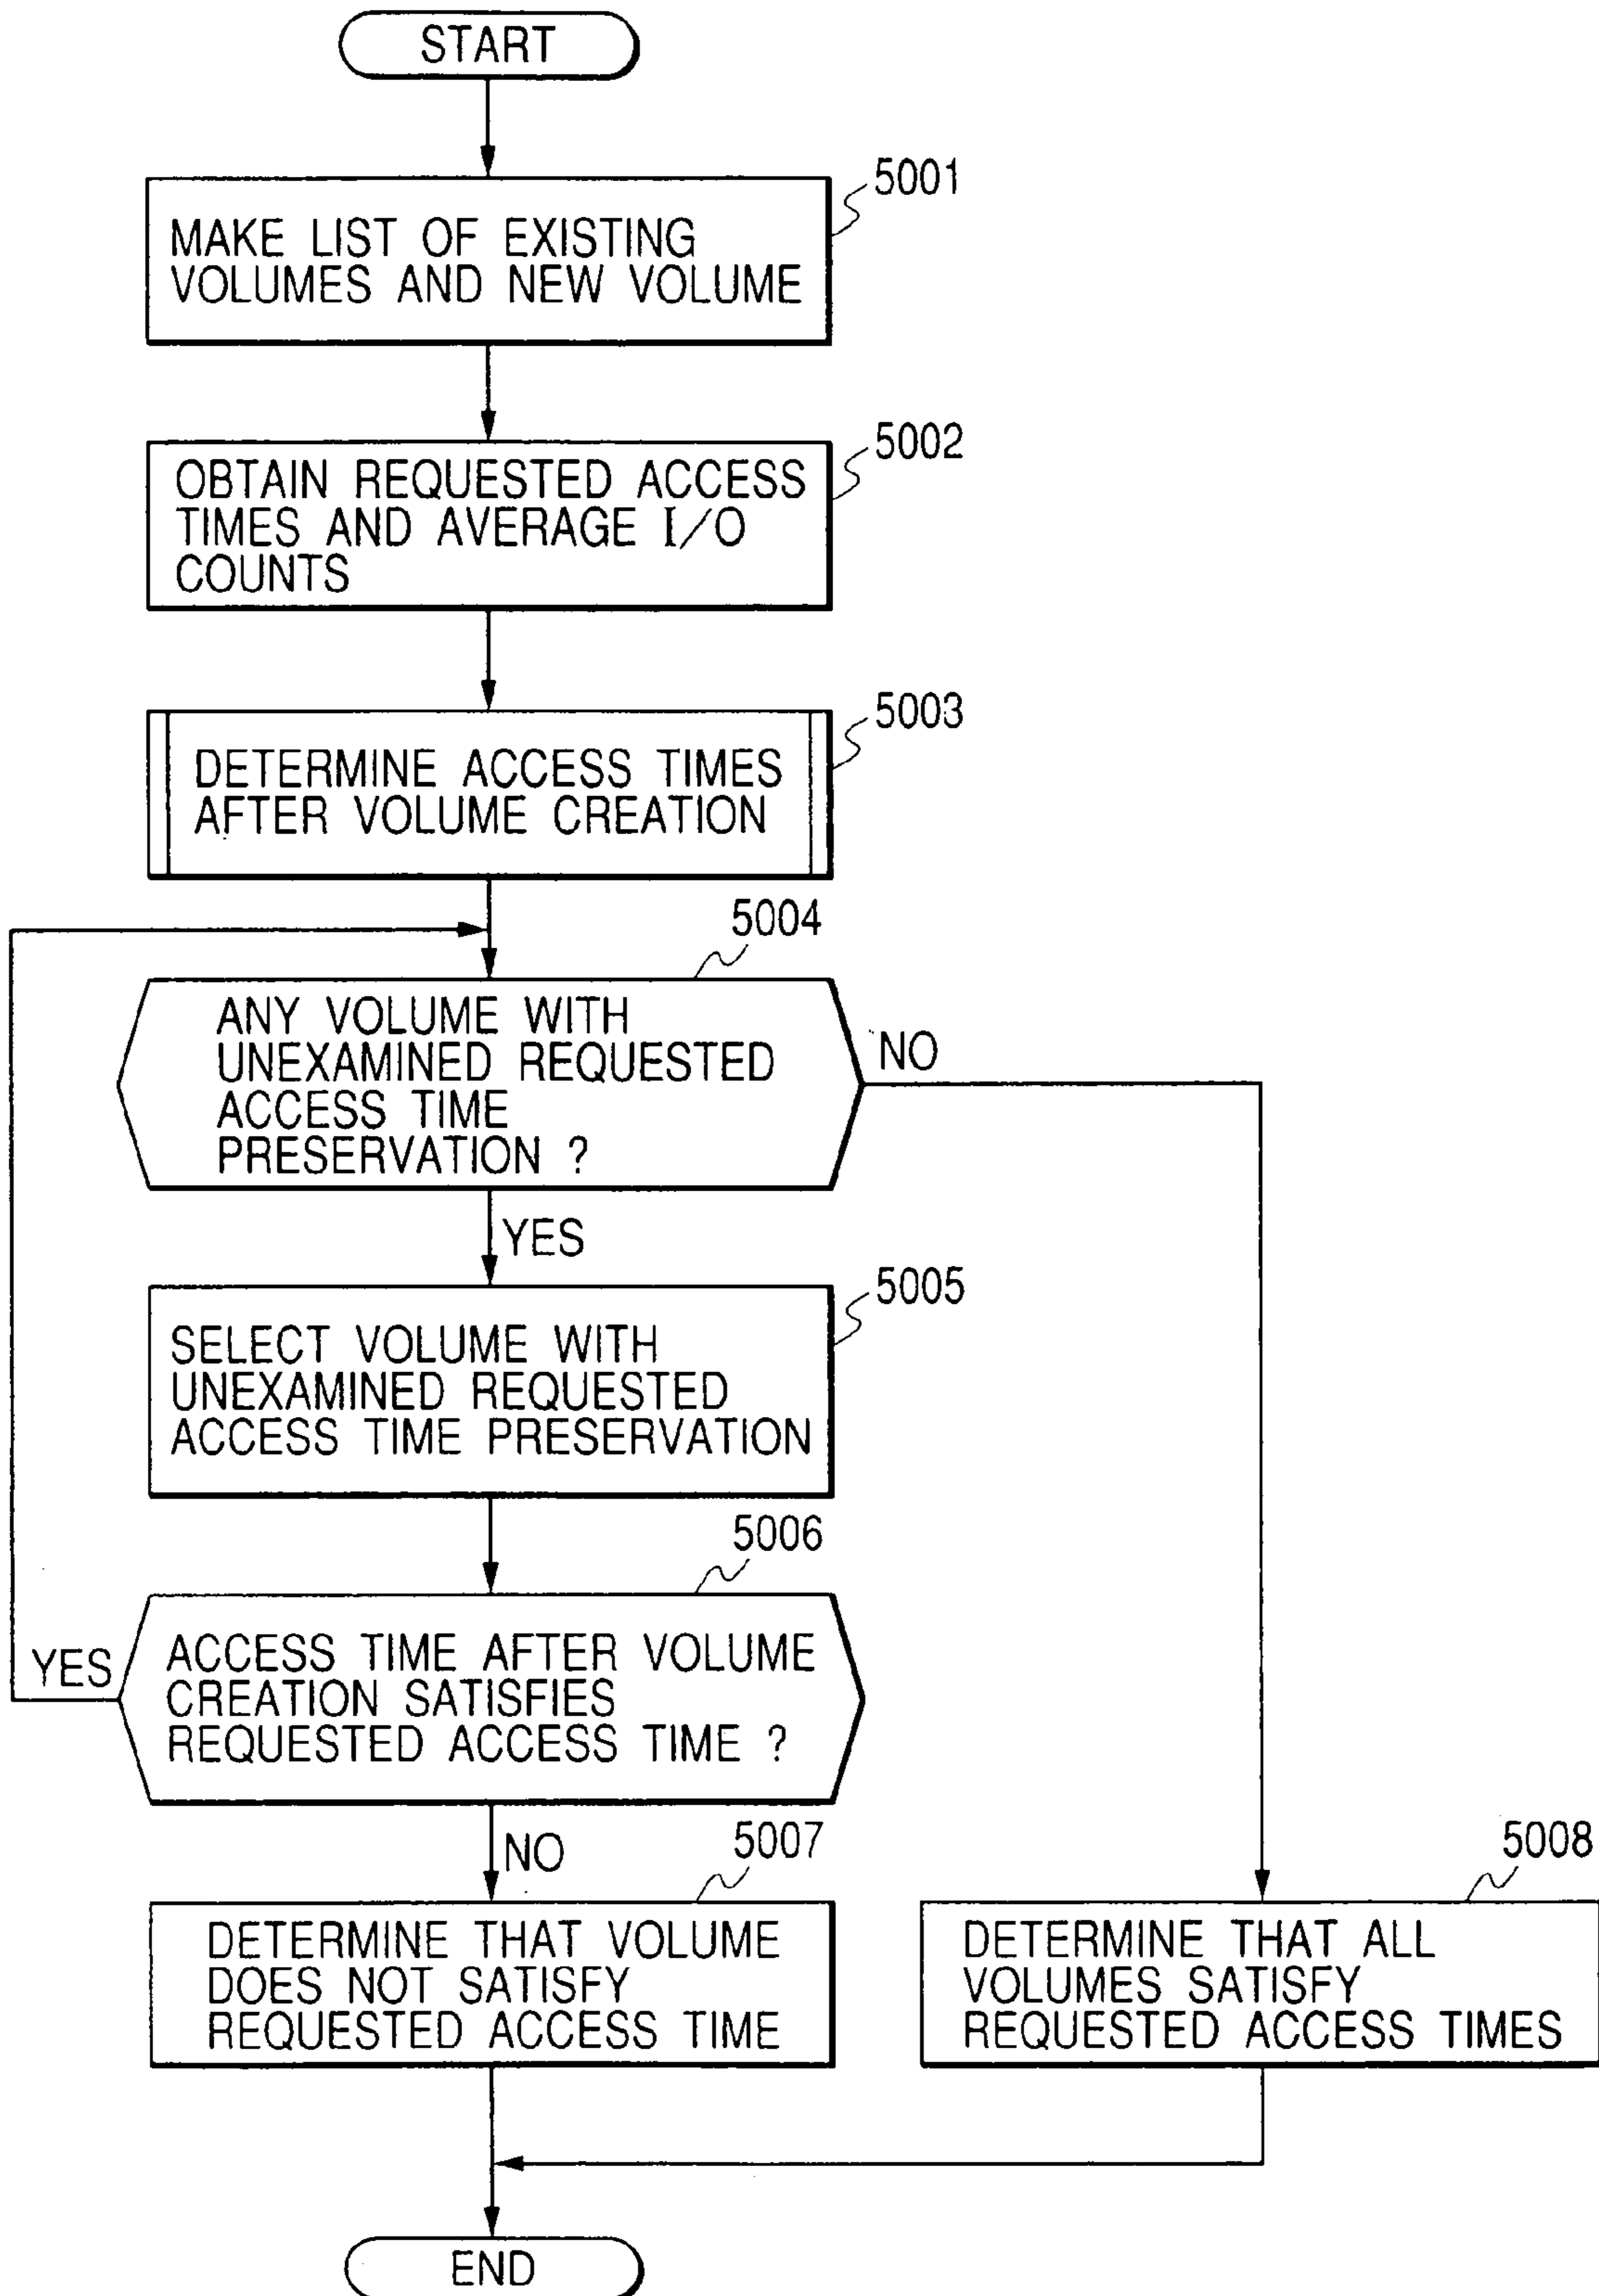 START
5001
MAKE LIST OF EXISTING
VOLUMES AND NEW VOLUME
5002
OBTAIN REQUESTED ACCESS
TIMES AND AVERAGE I/O
COUNTS
5003
DETERMINE ACCESS TIMES
AFTER VOLUME CREATION
5004
ANY VOLUME WITH
UNEXAMINED REQUESTED
ACCESS TIME
PRESERVATION ?
NO
YES
5005
SELECT VOLUME WITH
UNEXAMINED REQUESTED
ACCESS TIME PRESERVATION
5006
ACCESS TIME AFTER VOLUME
CREATION SATISFIES
REQUESTED ACCESS TIME ?
YES
NO
5007
DETERMINE THAT VOLUME
DOES NOT SATISFY
REQUESTED ACCESS TIME
5008
DETERMINE THAT ALL
VOLUMES SATISFY
REQUESTED ACCESS TIMES
END